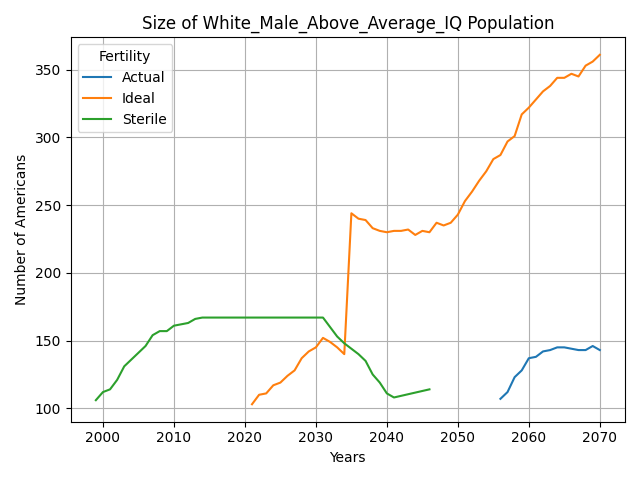 Size of White_Male_Above_Average_IQ Population
Fertility
Actual
Ideal
Sterile
Number of Americans
350
300
250
200
150
100
2000 2010 2020 2030 2040 2050 2060 2070
Years